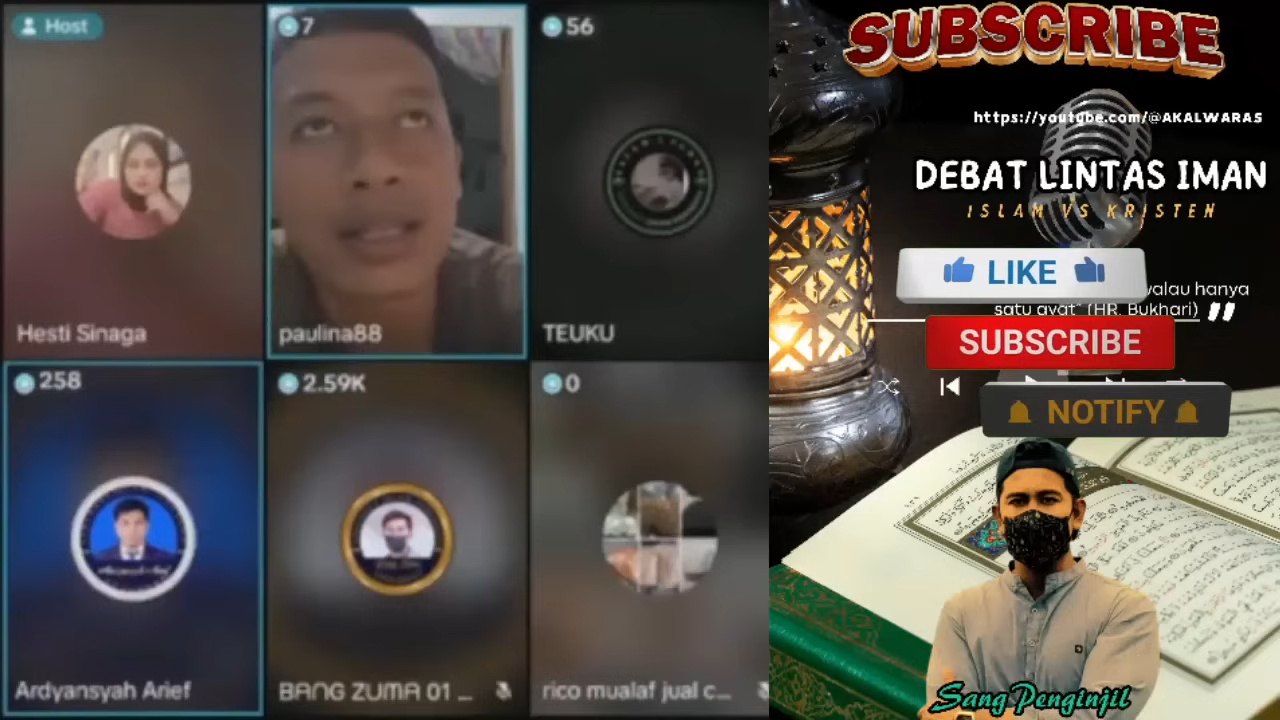 Host
Hesti Sinaga
7
paulina88
56
TEUKU
258
Ardyansyah Arief
2.59K
BANG ZUMA 01 ...
0
rico mualaf jual c...
SUBSCRIBE
https://youtube.com/@AKALWARAS
DEBAT LINTAS IMAN
ISLAM VS KRISTEN
LIKE
walau hanya
satu ayat" (HR. Bukhari)
SUBSCRIBE
NOTIFY
Sang Penginjil